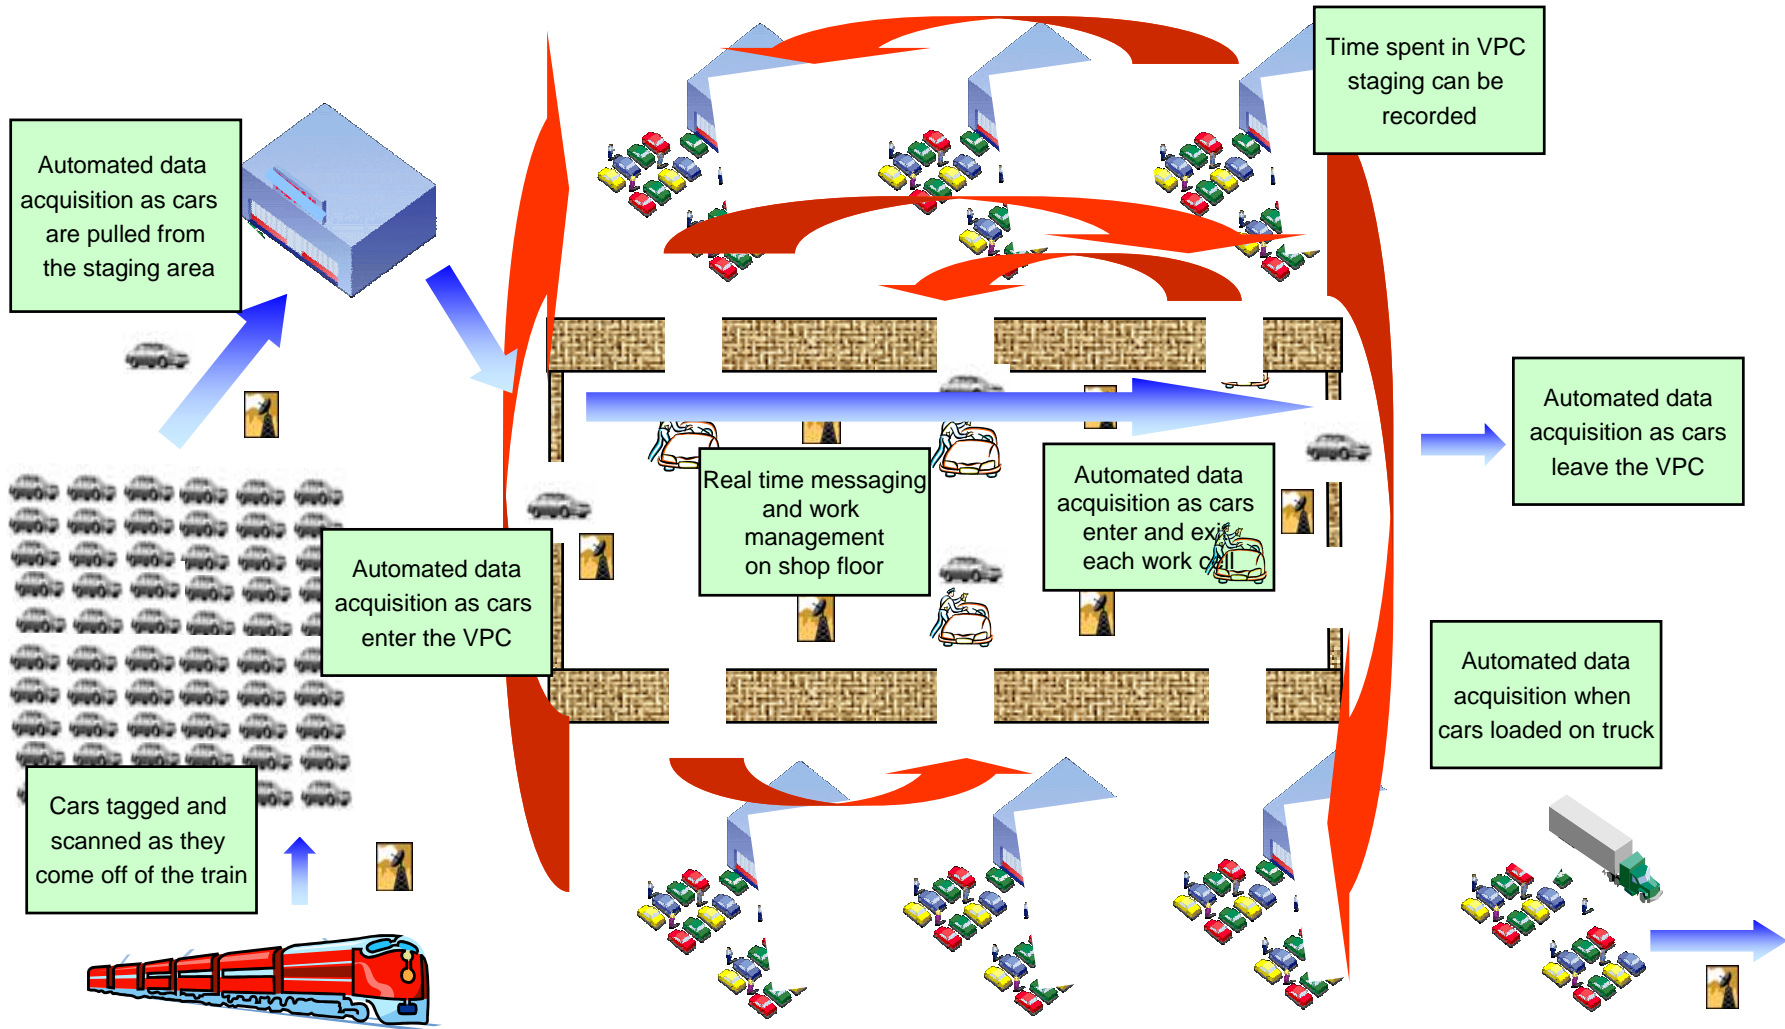 Time spent in VPC
staging can be
recorded
Automated data
acquisition as cars
are pulled from
the staging area
Automated data
acquisition as cars
leave the VPC
Real time messaging
and work
management
on shop floor
Automated data
acquisition as cars
enter and exi
each work c
Automated data
acquisition as cars
enter the VPC
Automated data
acquisition when
cars loaded on truck
Cars tagged and
scanned as they
come off of the train